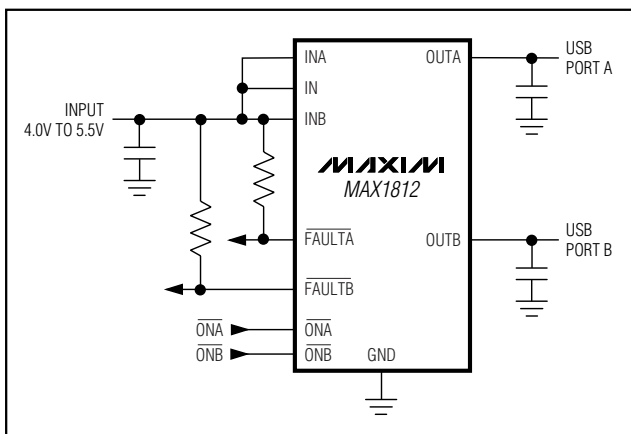 INA
OUTA
USB
PORT A
IN
INPUT
4.0V TO 5.5V
INB
MAXIM
MAX1812
FAULTA
OUTB
USB
PORT B
FAULTB
ONA
ONA
ONB
ONB
GND